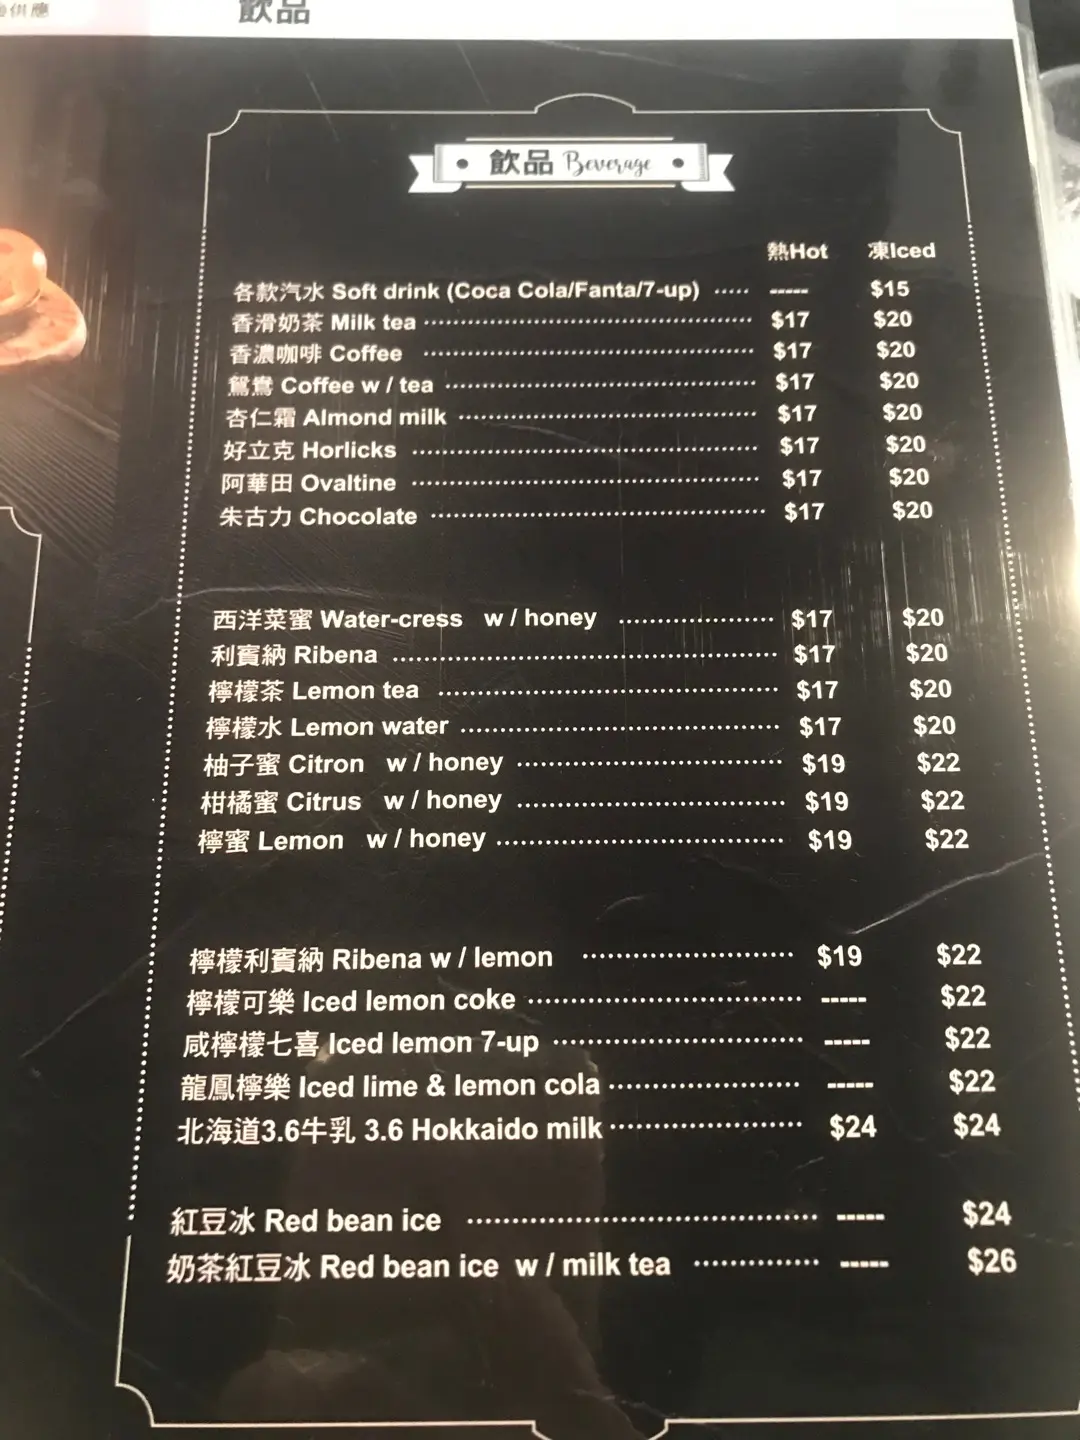 供應
飲品
飲品 Beverage
熱Hot 凍Iced
各款汽水 Soft drink (Coca Cola/Fanta/7-up) ..... ----- $15
香滑奶茶 Milk tea ..... $17 $20
香濃咖啡 Coffee ..... $17 $20
鴛鴦 Coffee w / tea ..... $17 $20
杏仁霜 Almond milk ..... $17 $20
好立克 Horlicks ..... $17 $20
阿華田 Ovaltine ..... $17 $20
朱古力 Chocolate ..... $17 $20
西洋菜蜜 Water-cress w / honey ..... $17 $20
利賓納 Ribena ..... $17 $20
檸檬茶 Lemon tea ..... $17 $20
檸檬水 Lemon water ..... $17 $20
柚子蜜 Citron w / honey ..... $19 $22
柑橘蜜 Citrus w / honey ..... $19 $22
檸蜜 Lemon w / honey ..... $19 $22
檸檬利賓納 Ribena w / lemon ..... $19 $22
檸檬可樂 Iced lemon coke ..... ----- $22
咸檸檬七喜 Iced lemon 7-up ..... ----- $22
龍鳳檸樂 Iced lime & lemon cola ..... ----- $22
北海道3.6牛乳 3.6 Hokkaido milk ..... $24 $24
紅豆冰 Red bean ice ..... ----- $24
奶茶紅豆冰 Red bean ice w / milk tea ..... ----- $26